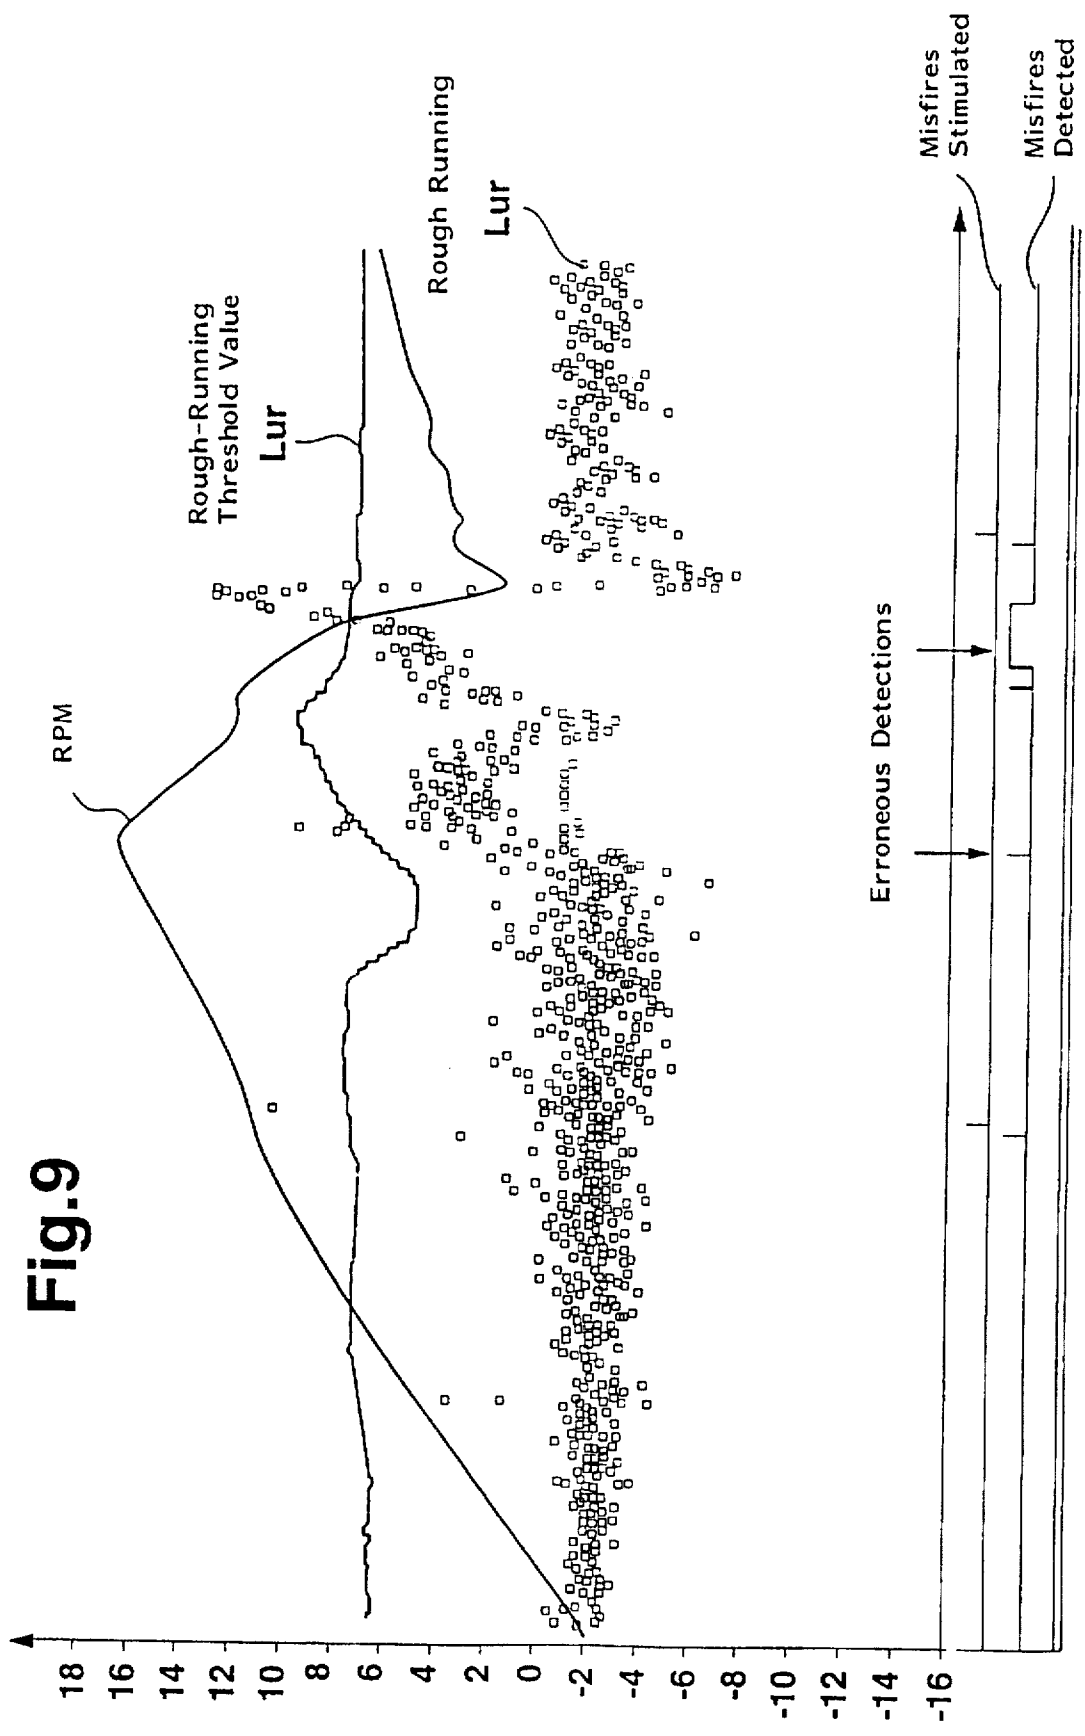 Fig.9
RPM
Rough-Running
Threshold Value
Lur
Rough Running
Lur
18
16
14
12
10
8
6
4
2
0
-2
-4
-6
-8
-10
-12
-14
-16
Erroneous Detections
Misfires
Stimulated
Misfires
Detected